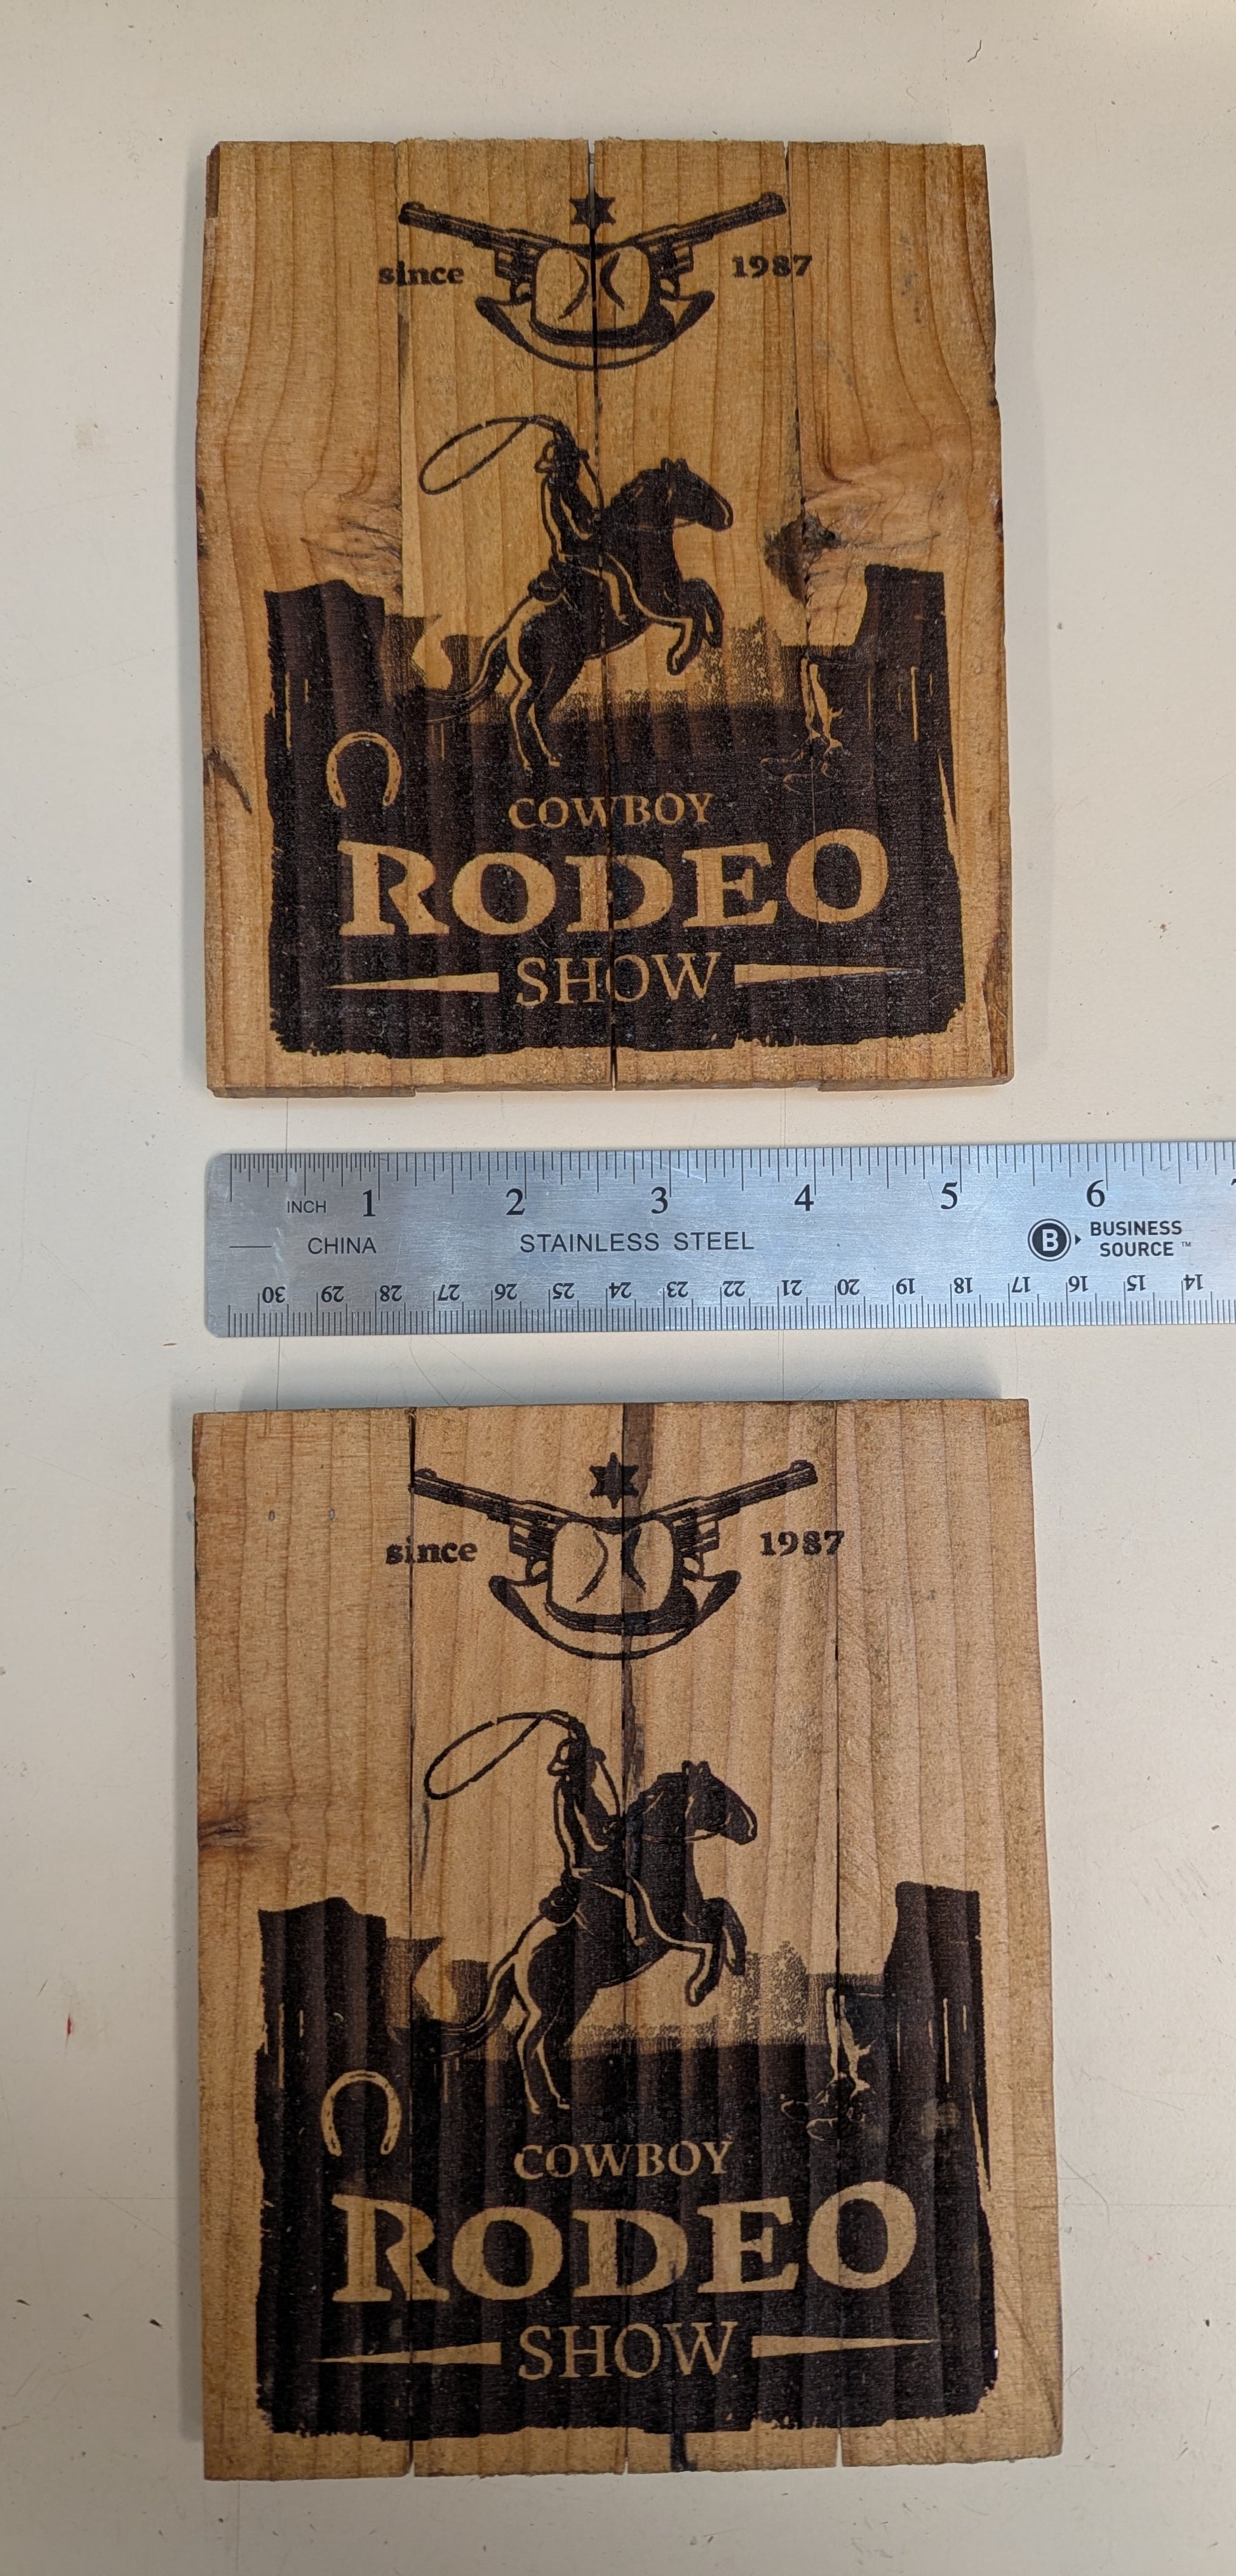 since 1987
COWBOY
RODEO
SHOW
INCH 1 2 3 4 5 6
CHINA STAINLESS STEEL B BUSINESS SOURCE ™
30 29 28 27 26 25 24 23 22 21 20 19 18 17 16 15 14
since 1987
COWBOY
RODEO
SHOW